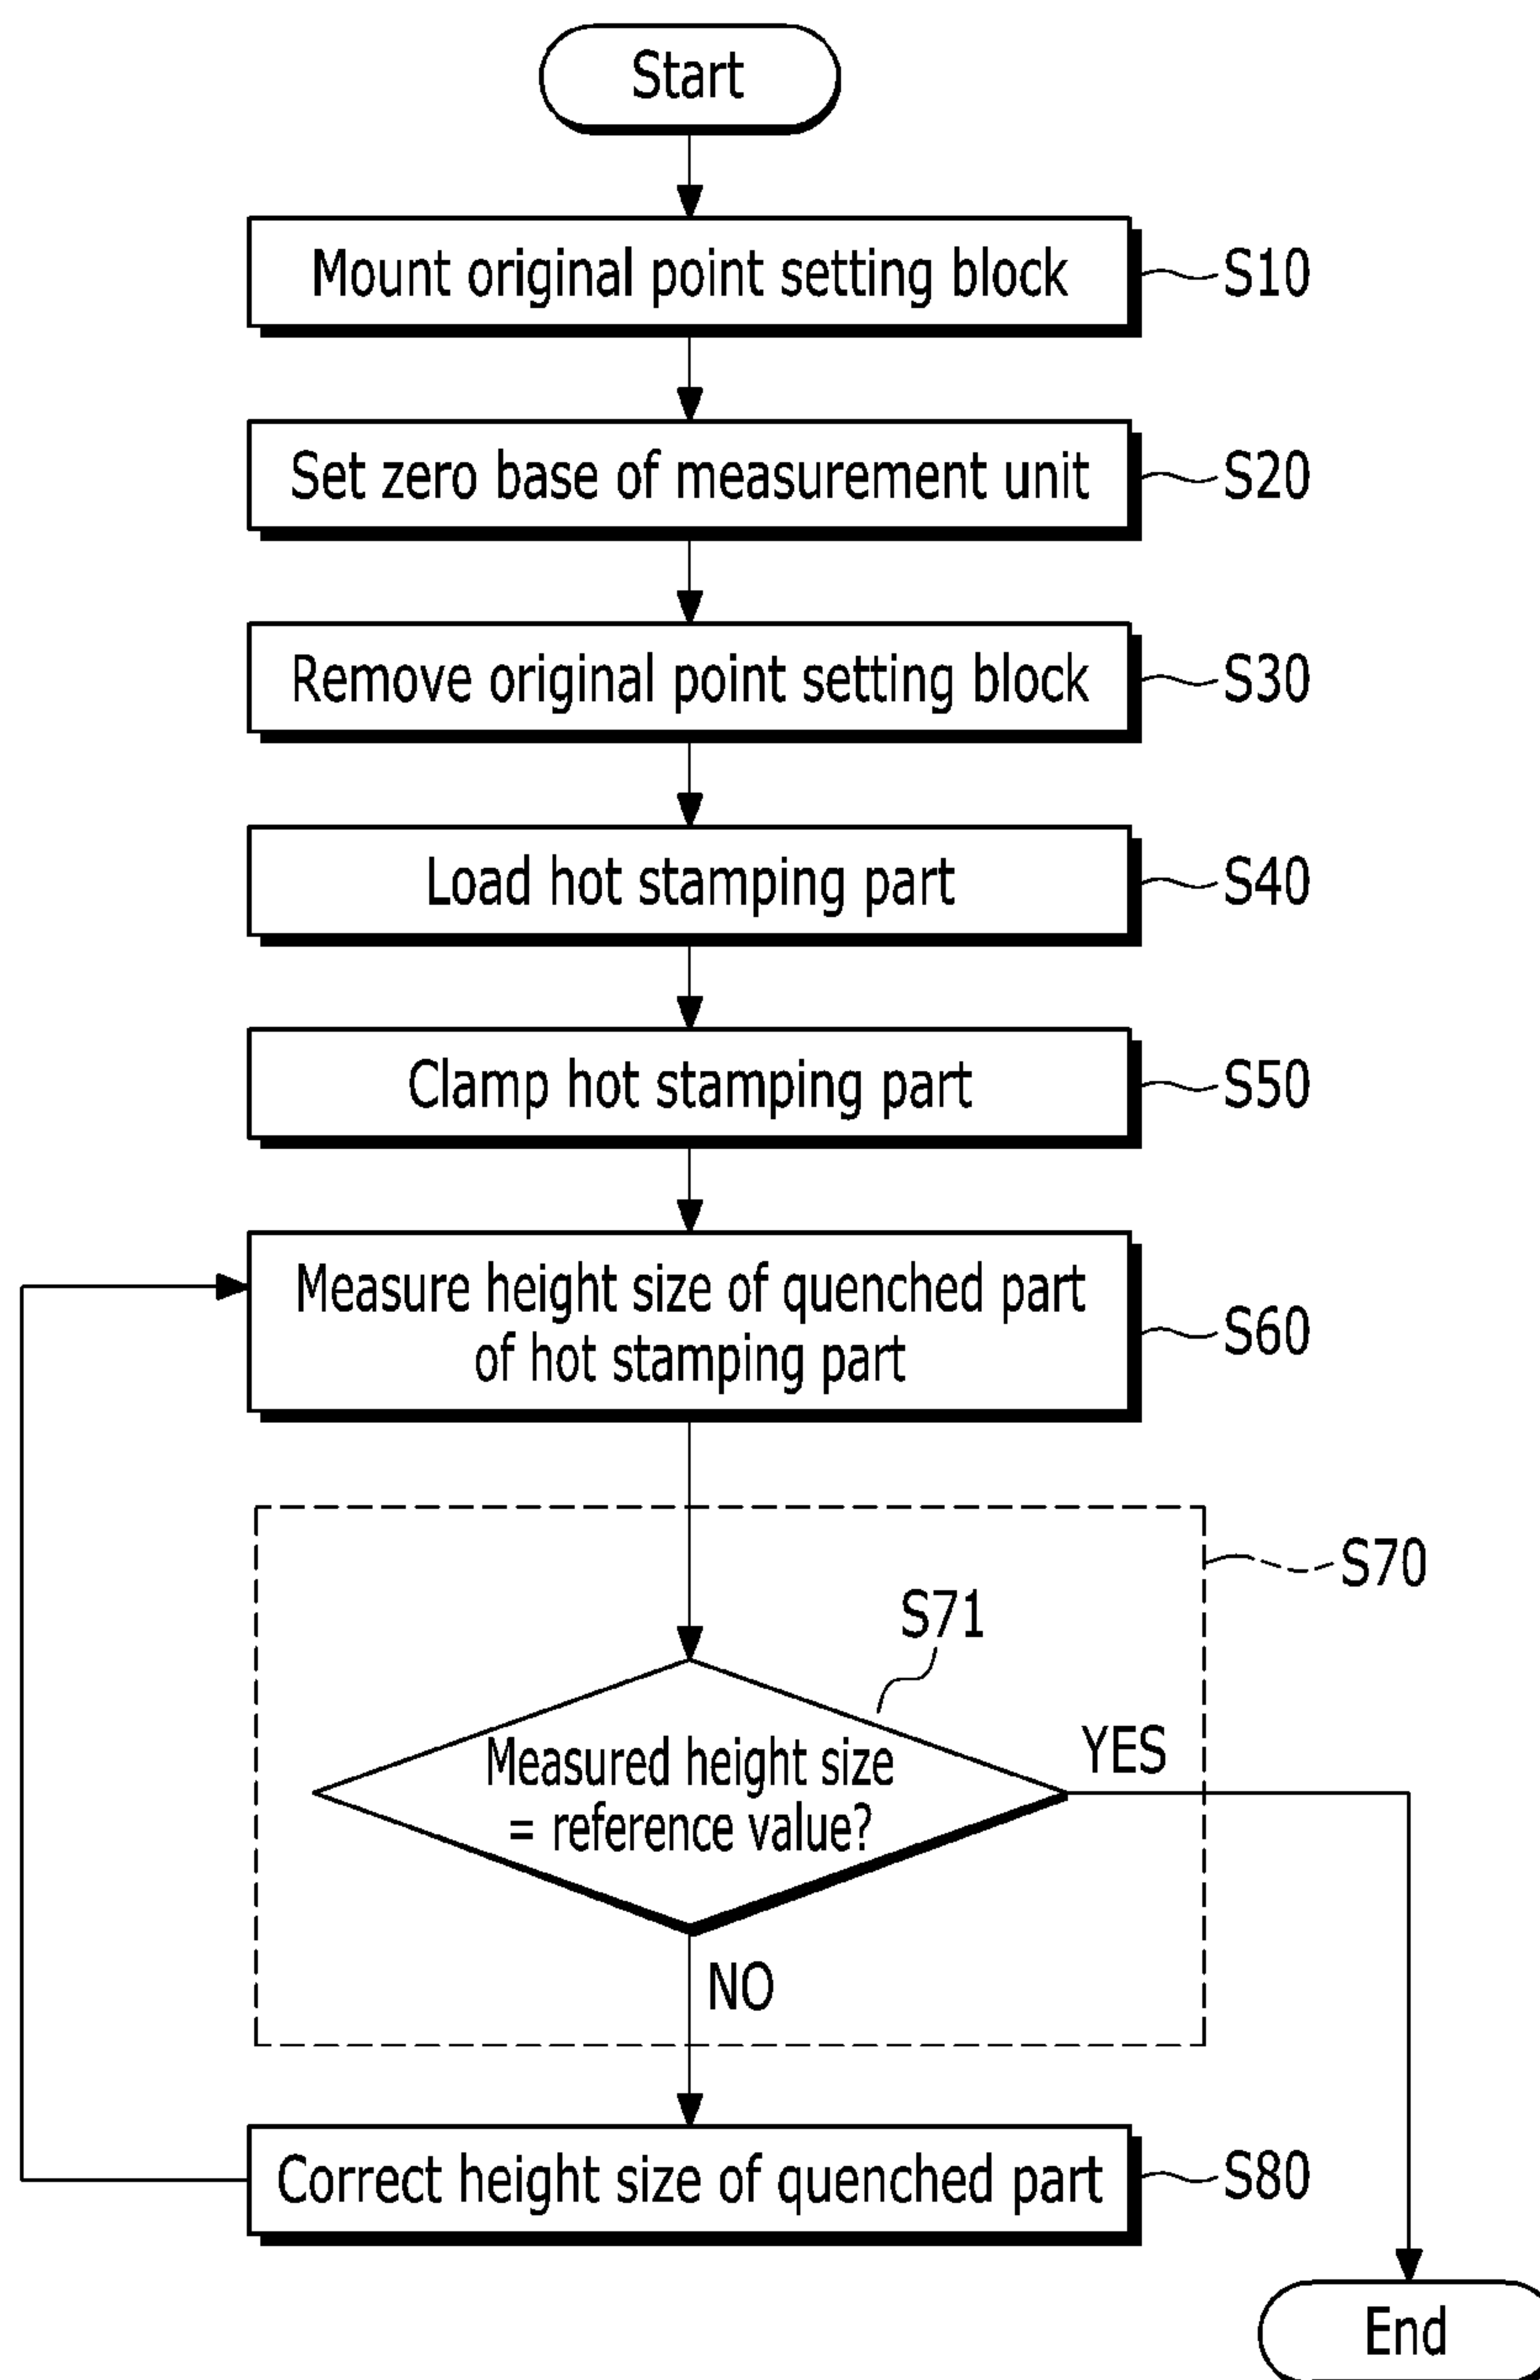 Start
Mount original point setting block
S10
Set zero base of measurement unit
S20
Remove original point setting block
S30
Load hot stamping part
S40
Clamp hot stamping part
S50
Measure height size of quenched part
of hot stamping part
S60
S70
S71
Measured height size
= reference value?
YES
NO
Correct height size of quenched part
S80
End